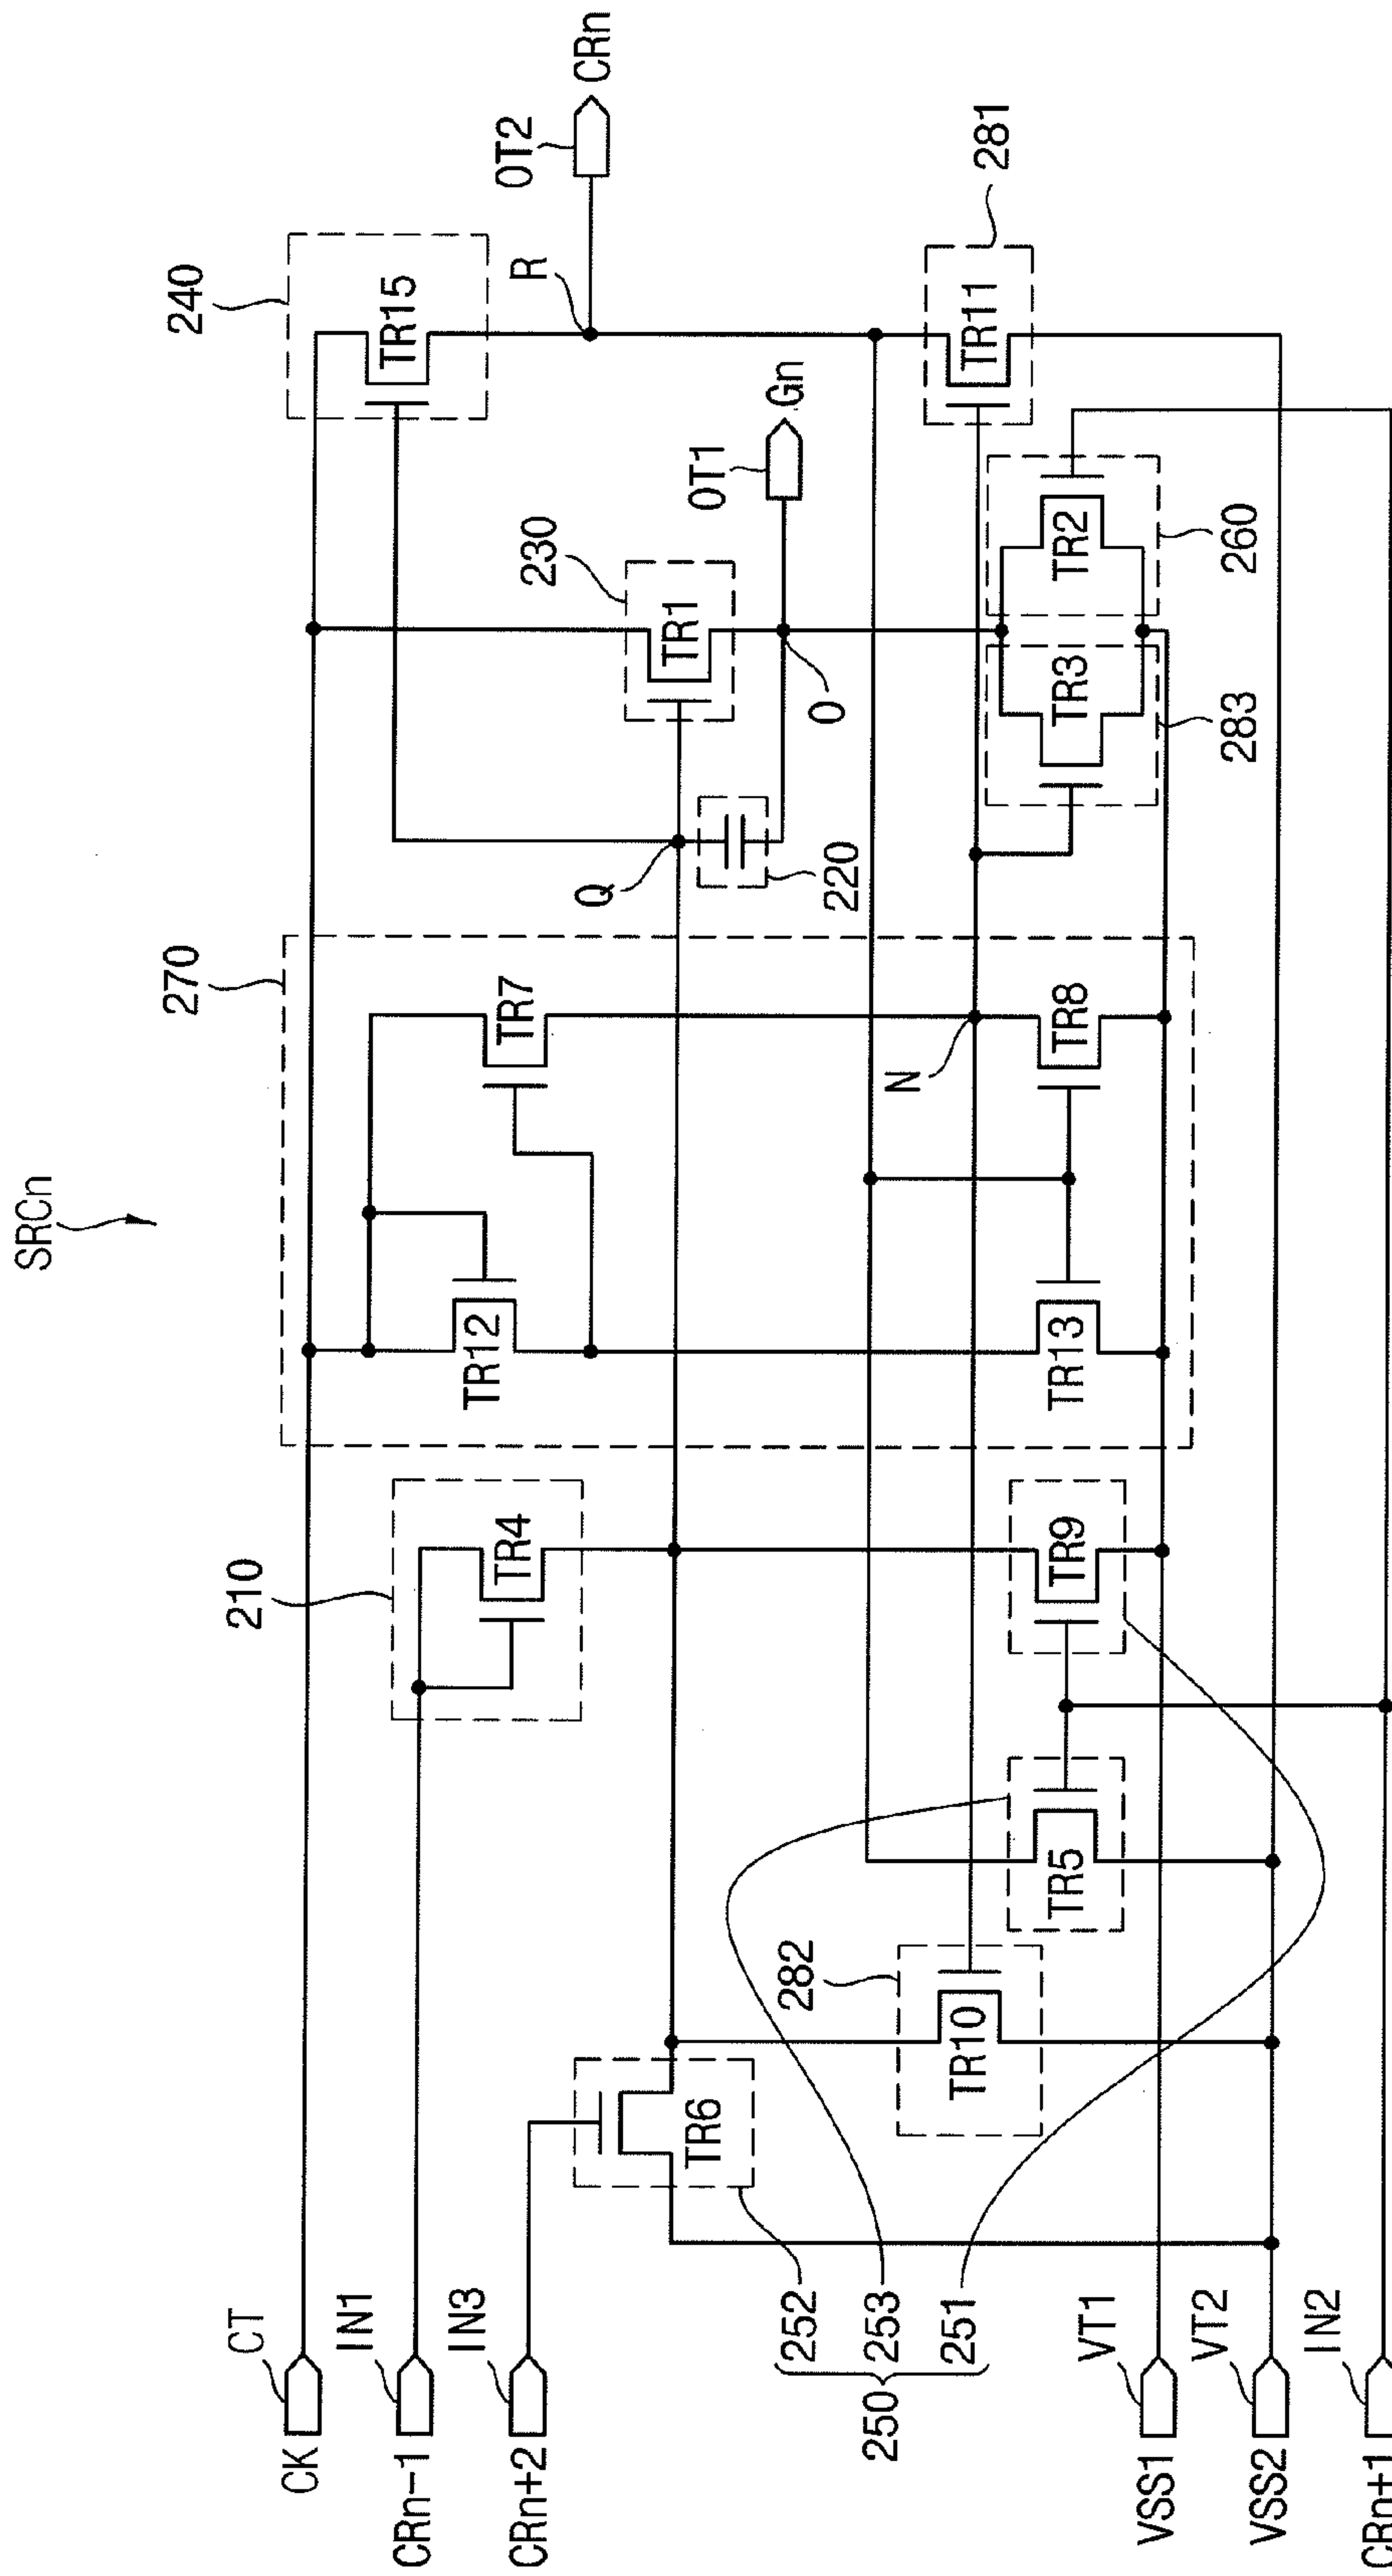 SRCn
270
240
230
210
CT
CK
IN1
CRn-1
IN3
CRn+2
TR4
TR12
TR7
TR15
R
OT2
CRn
TR1
Q
220
O
OT1
Gn
TR6
252
253
251
250
282
TR10
TR5
TR9
TR13
N
TR8
TR3
283
TR2
260
TR11
281
VT1
VSS1
VT2
VSS2
IN2
CRn+1